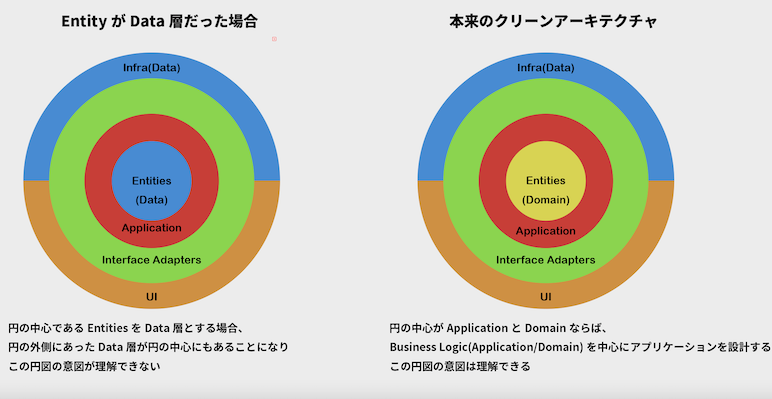 Entity が Data 層だった場合
Infra(Data)
Entities
(Data)
Application
Interface Adapters
UI
円の中心である Entities を Data 層とする場合、
円の外側にあった Data 層が円の中心にもあることになり
この円図の意図が理解できない
本来のクリーンアーキテクチャ
Infra(Data)
Entities
(Domain)
Application
Interface Adapters
UI
円の中心が Application と Domain ならば、
Business Logic(Application/Domain) を中心にアプリケーションを設計する
この円図の意図は理解できる